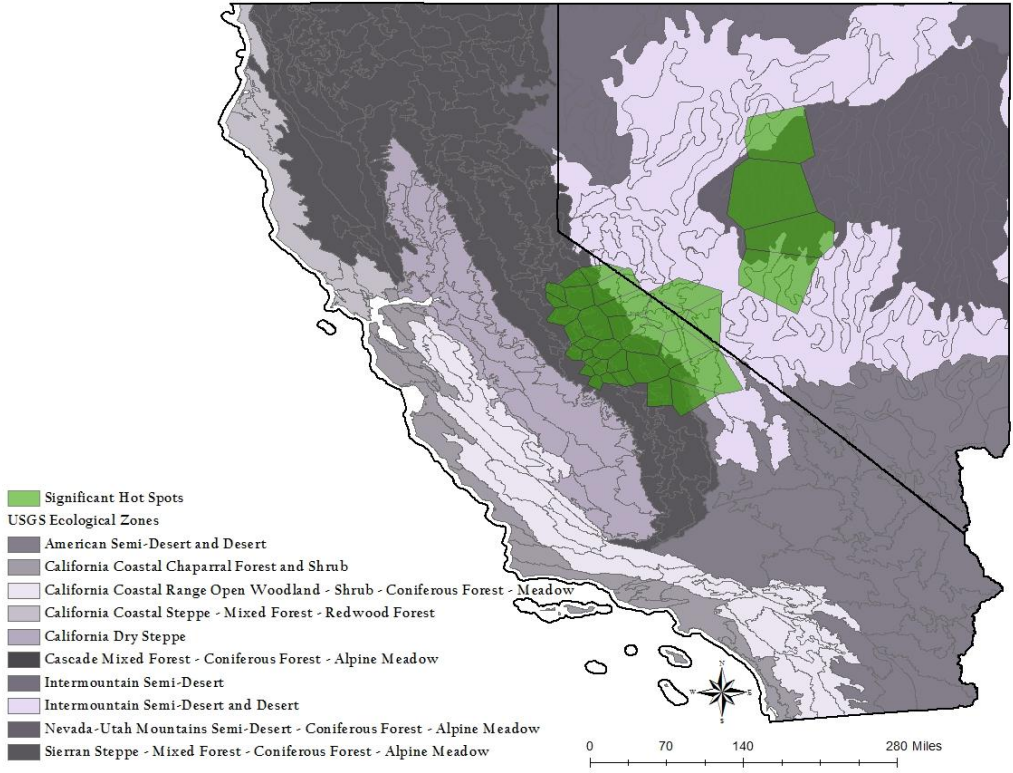 Significant Hot Spots
USGS Ecological Zones
American Semi-Desert and Desert
California Coastal Chaparral Forest and Shrub
California Coastal Range Open Woodland - Shrub - Coniferous Forest - Meadow
California Coastal Steppe - Mixed Forest - Redwood Forest
California Dry Steppe
Cascade Mixed Forest - Coniferous Forest - Alpine Meadow
Intermountain Semi-Desert
Intermountain Semi-Desert and Desert
Nevada-Utah Mountains Semi-Desert - Coniferous Forest - Alpine Meadow
Sierran Steppe - Mixed Forest - Coniferous Forest - Alpine Meadow
N
W E
S
0 70 140 280 Miles